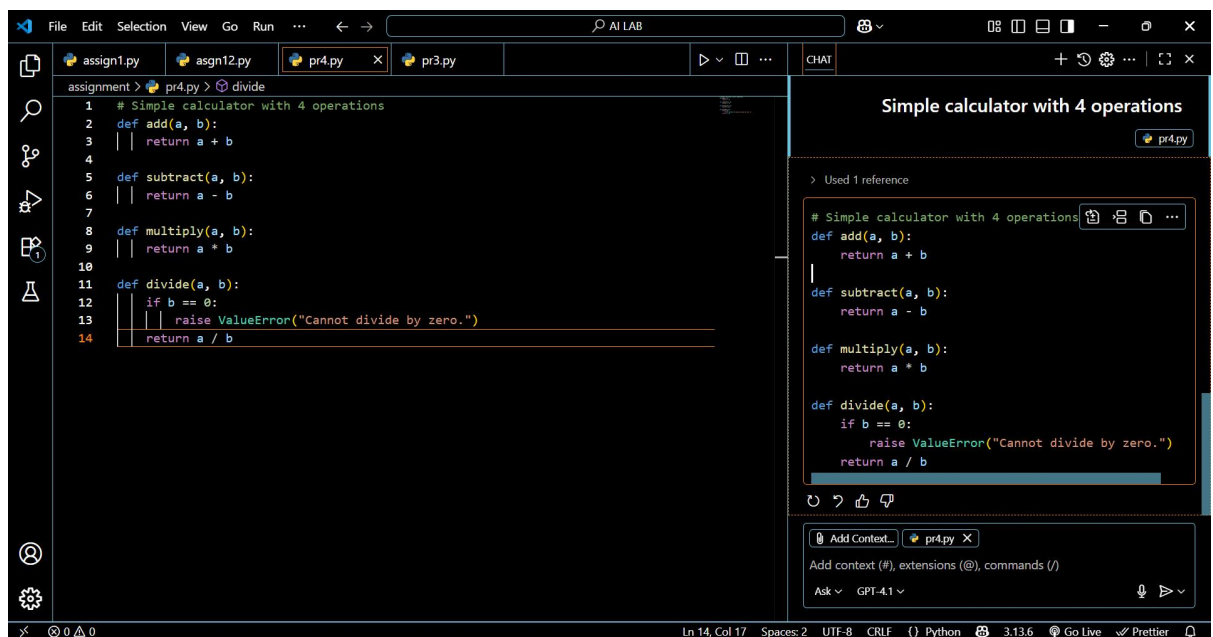 File Edit Selection View Go Run ··· ← → AI LAB
assign1.py asgn12.py pr4.py × pr3.py
assignment > pr4.py > divide
1 # Simple calculator with 4 operations
2 def add(a, b):
3 return a + b
4
5 def subtract(a, b):
6 return a - b
7
8 def multiply(a, b):
9 return a * b
10
11 def divide(a, b):
12 if b == 0:
13 raise ValueError("Cannot divide by zero.")
14 return a / b
1
CHAT
Simple calculator with 4 operations
pr4.py
> Used 1 reference
# Simple calculator with 4 operations
def add(a, b):
return a + b
def subtract(a, b):
return a - b
def multiply(a, b):
return a * b
def divide(a, b):
if b == 0:
raise ValueError("Cannot divide by zero.")
return a / b
Add Context... pr4.py ×
Add context (#), extensions (@), commands (/)
Ask GPT-4.1
0 0 Ln 14, Col 17 Spaces: 2 UTF-8 CRLF {} Python 3.13.6 Go Live Prettier